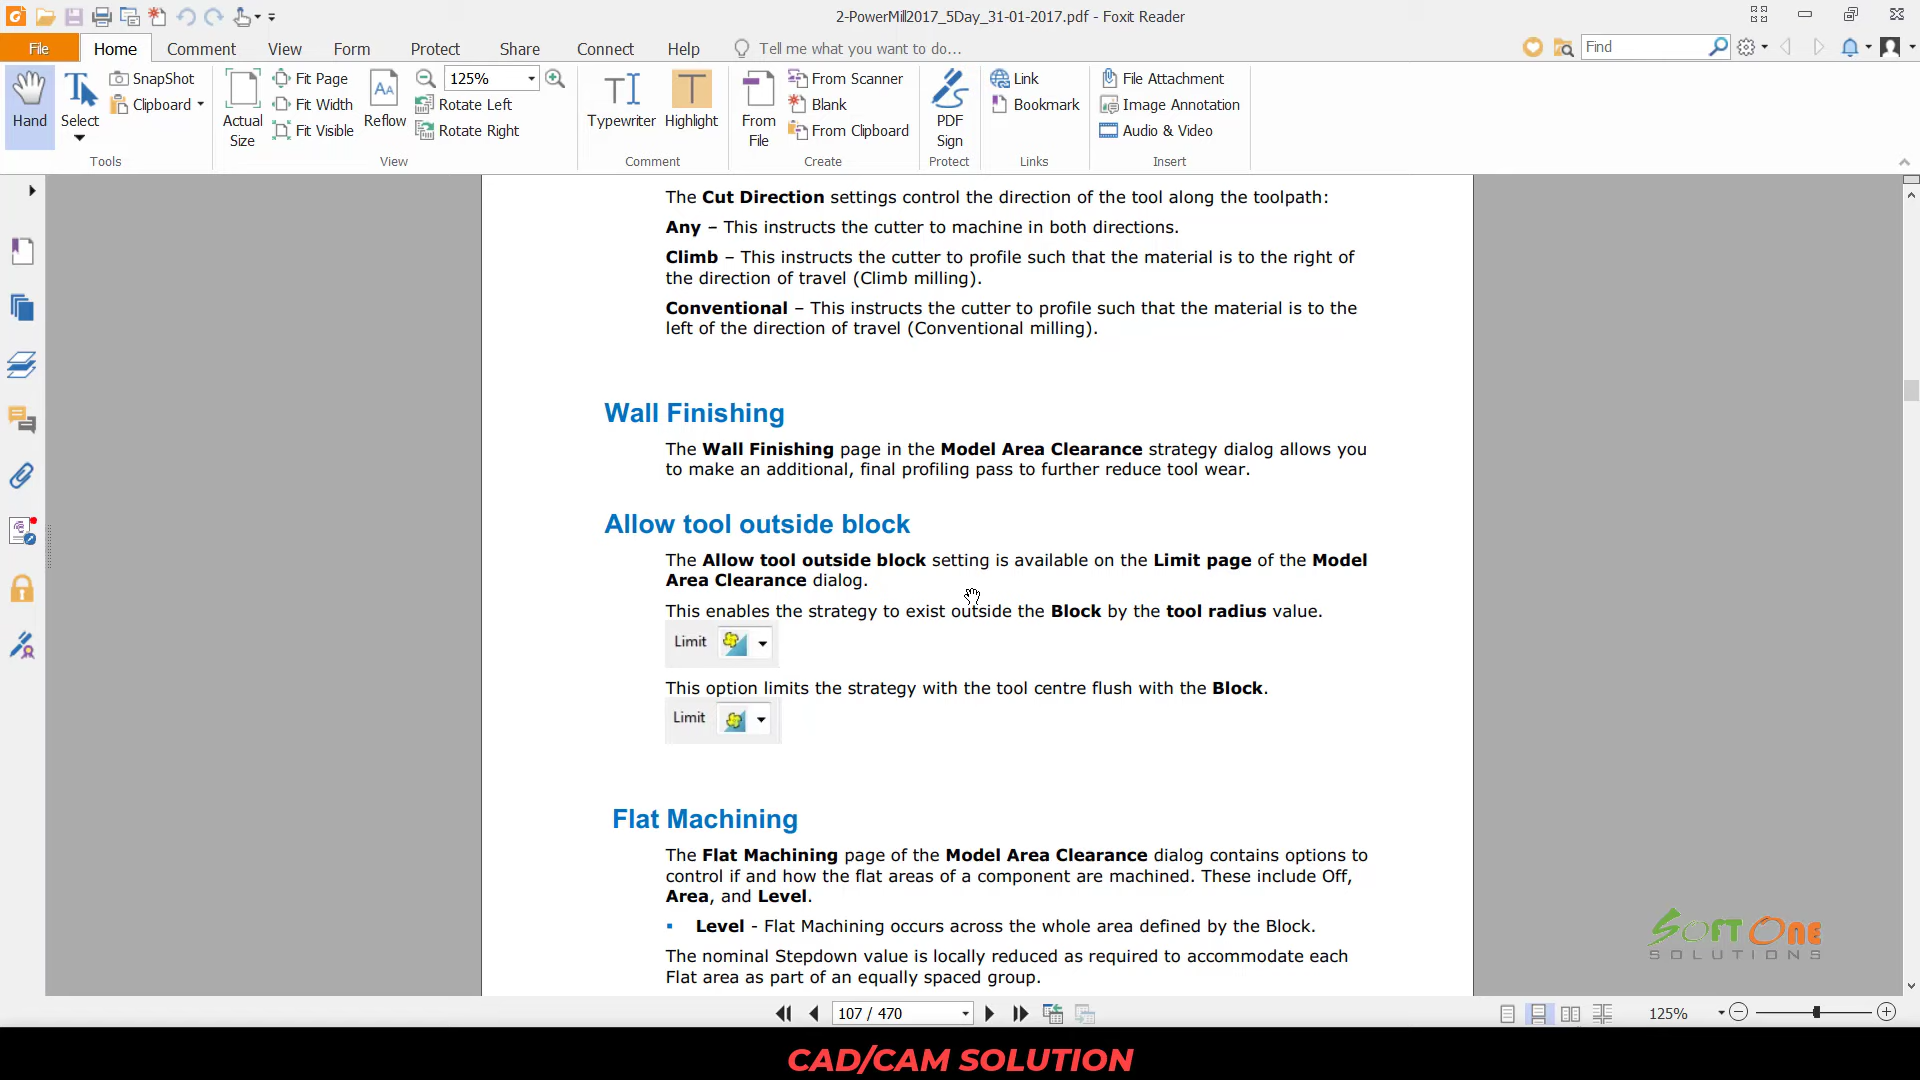 2-PowerMill2017_5Day_31-01-2017.pdf - Foxit Reader
File Home Comment View Form Protect Share Connect Help Tell me what you want to do... Find
Hand
Select
SnapShot
Clipboard
Tools
Actual
Size
Fit Page
Fit Width
Fit Visible
Reflow
125%
Rotate Left
Rotate Right
View
Typewriter
Highlight
Comment
From
File
From Scanner
Blank
From Clipboard
Create
PDF
Sign
Protect
Link
Bookmark
Links
File Attachment
Image Annotation
Audio & Video
Insert
The Cut Direction settings control the direction of the tool along the toolpath:
Any – This instructs the cutter to machine in both directions.
Climb – This instructs the cutter to profile such that the material is to the right of
the direction of travel (Climb milling).
Conventional – This instructs the cutter to profile such that the material is to the
left of the direction of travel (Conventional milling).
Wall Finishing
The Wall Finishing page in the Model Area Clearance strategy dialog allows you
to make an additional, final profiling pass to further reduce tool wear.
Allow tool outside block
The Allow tool outside block setting is available on the Limit page of the Model
Area Clearance dialog.
This enables the strategy to exist outside the Block by the tool radius value.
Limit
This option limits the strategy with the tool centre flush with the Block.
Limit
Flat Machining
The Flat Machining page of the Model Area Clearance dialog contains options to
control if and how the flat areas of a component are machined. These include Off,
Area, and Level.
▪ Level - Flat Machining occurs across the whole area defined by the Block.
The nominal Stepdown value is locally reduced as required to accommodate each
Flat area as part of an equally spaced group.
SOFT ONE
SOLUTIONS
107 / 470
125%
CAD/CAM SOLUTION